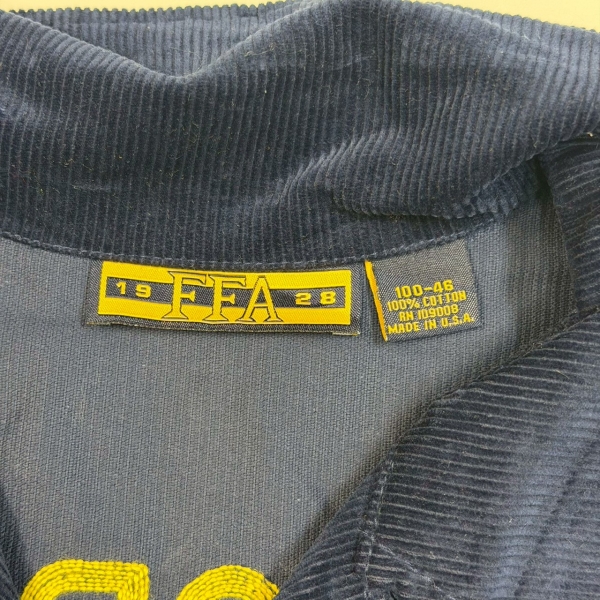 19 FFA 28
100-46
100% COTTON
RN 109008
MADE IN U.S.A.